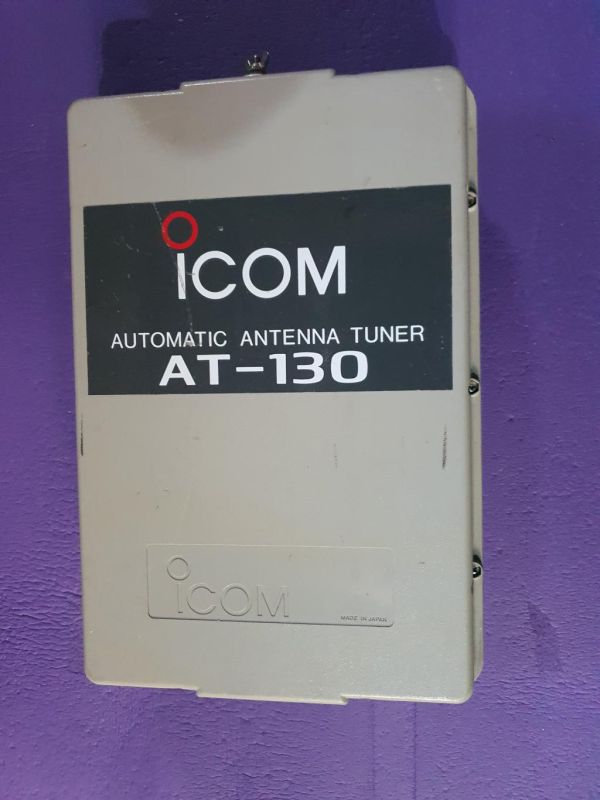 iCOM
AUTOMATIC ANTENNA TUNER
AT-130
iCOM
MADE IN JAPAN